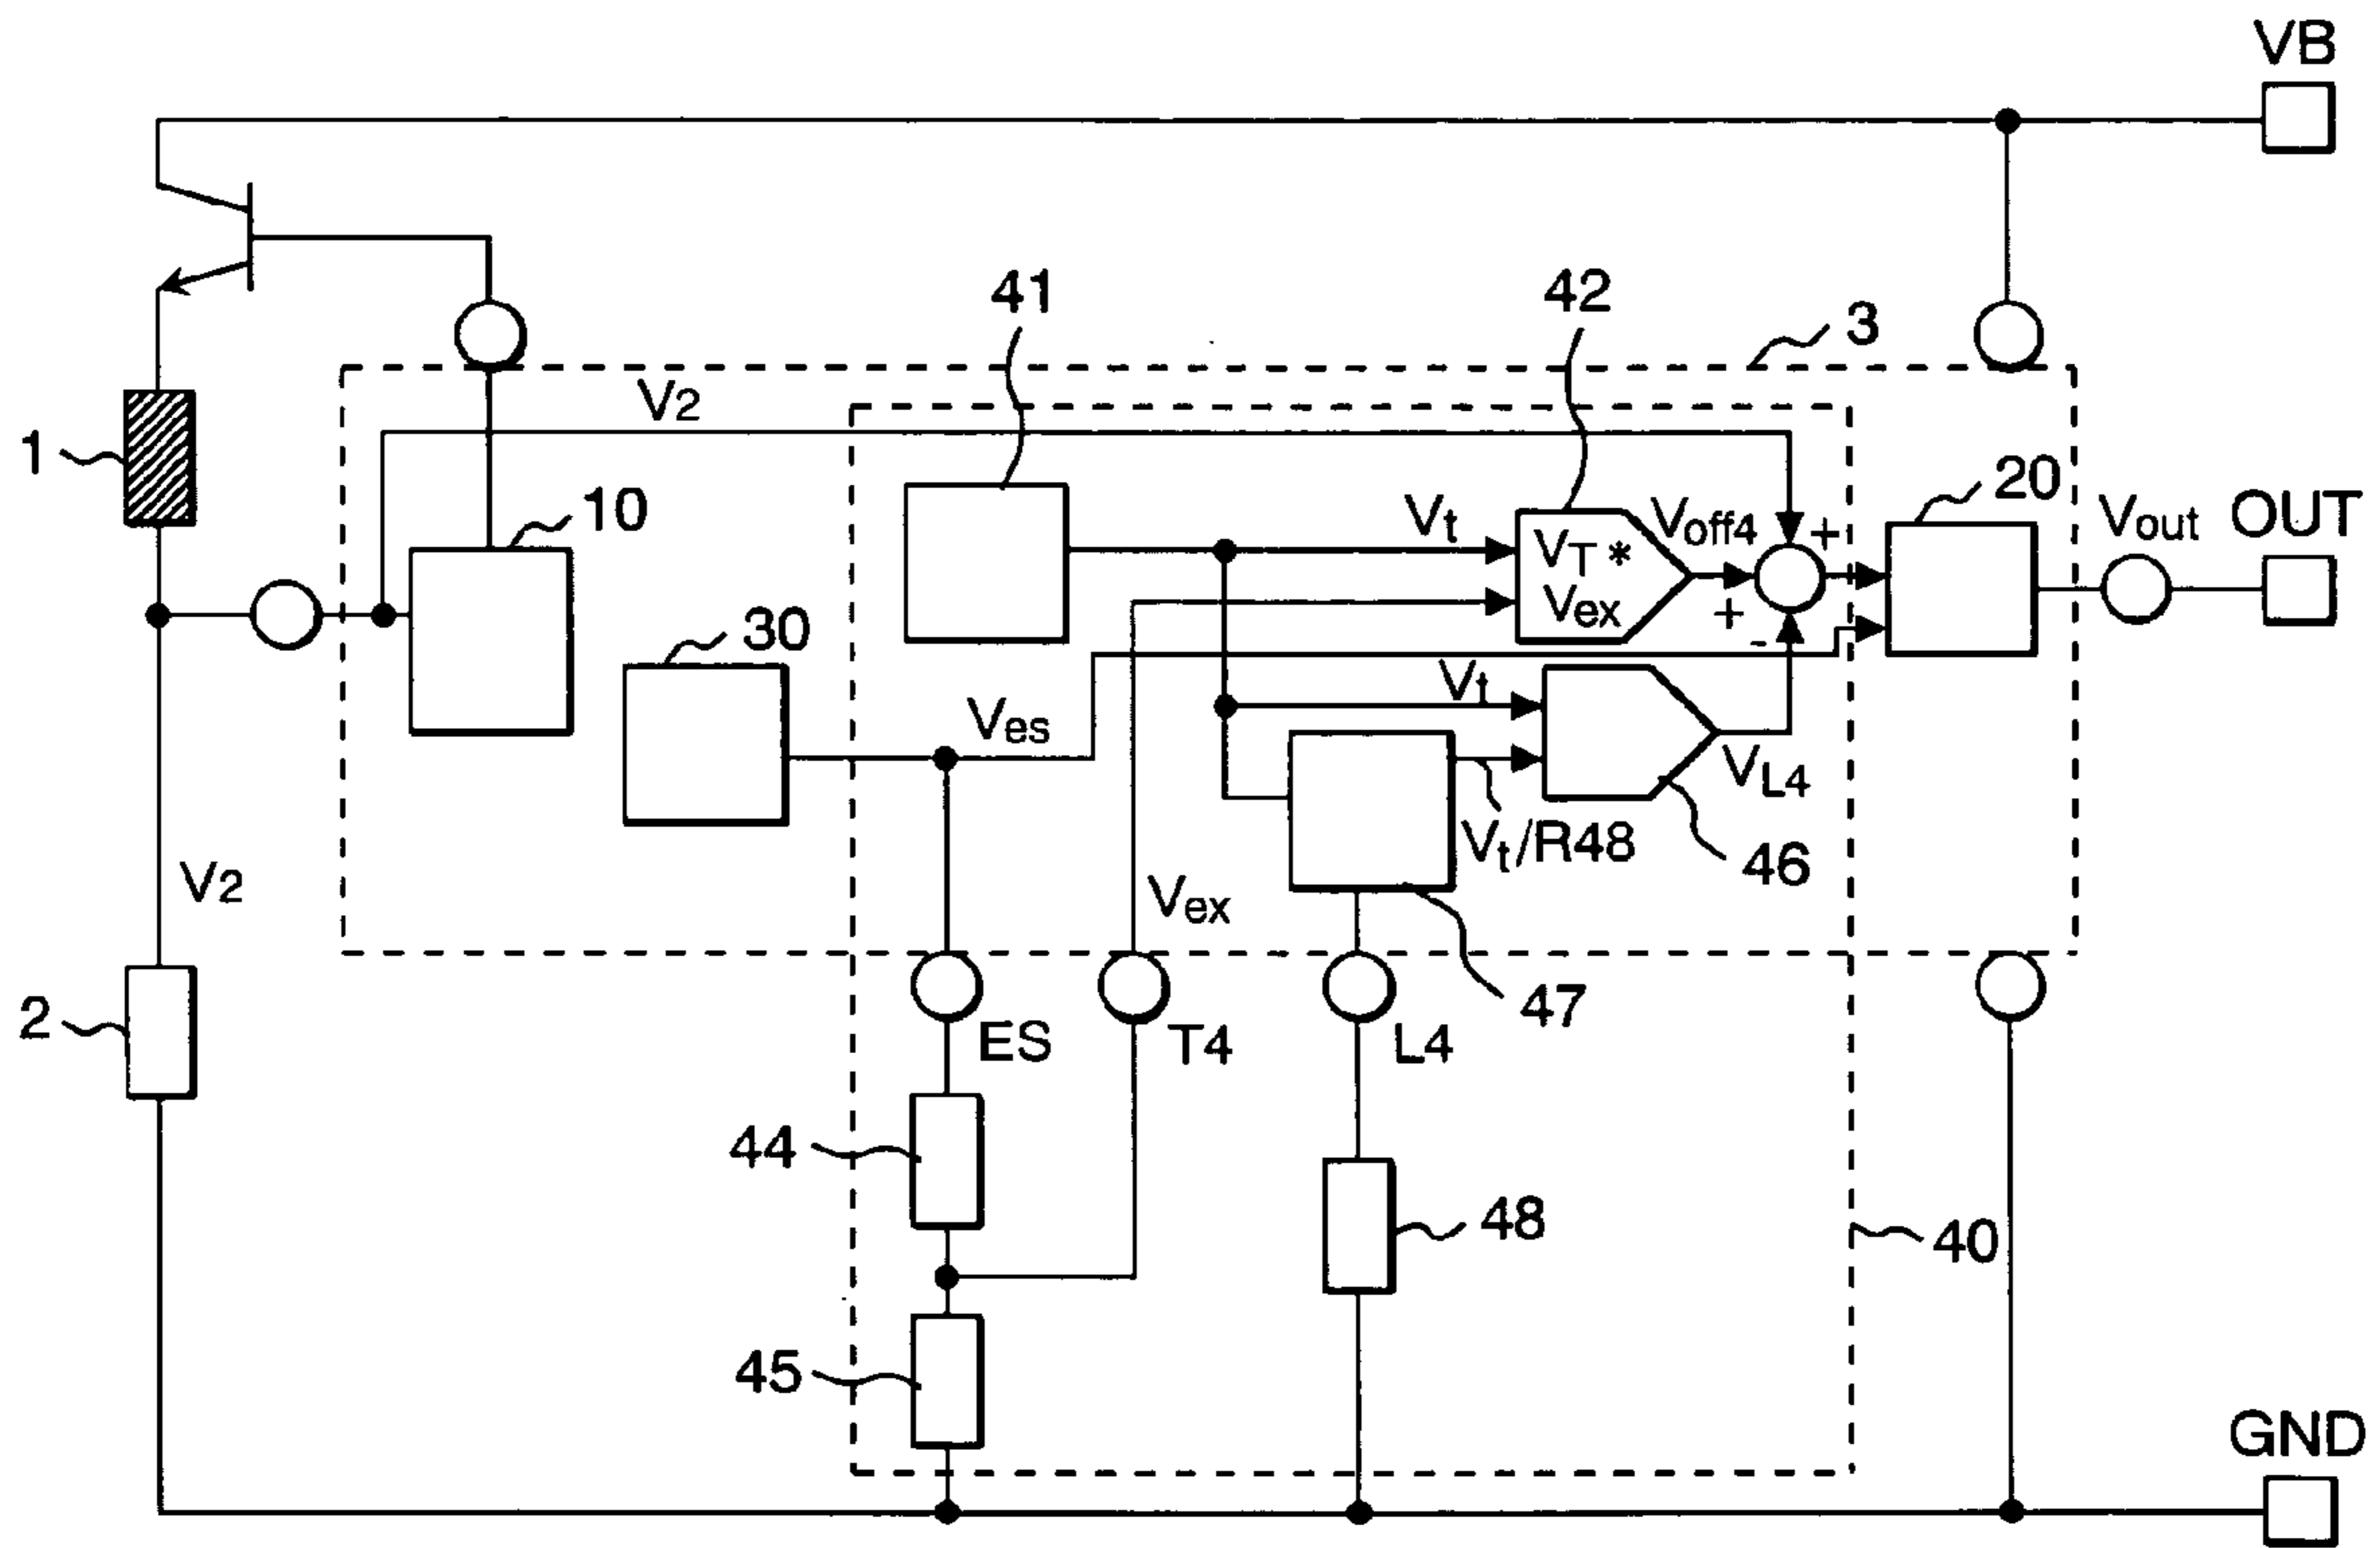 VB
41
42
3
V2
1
10
Vt
Voff4
+
20
Vout
OUT
VT *
Vex
+
-
30
Ves
Vt
VL4
Vt/R48
46
V2
Vex
47
2
ES
T4
L4
44
48
40
45
GND